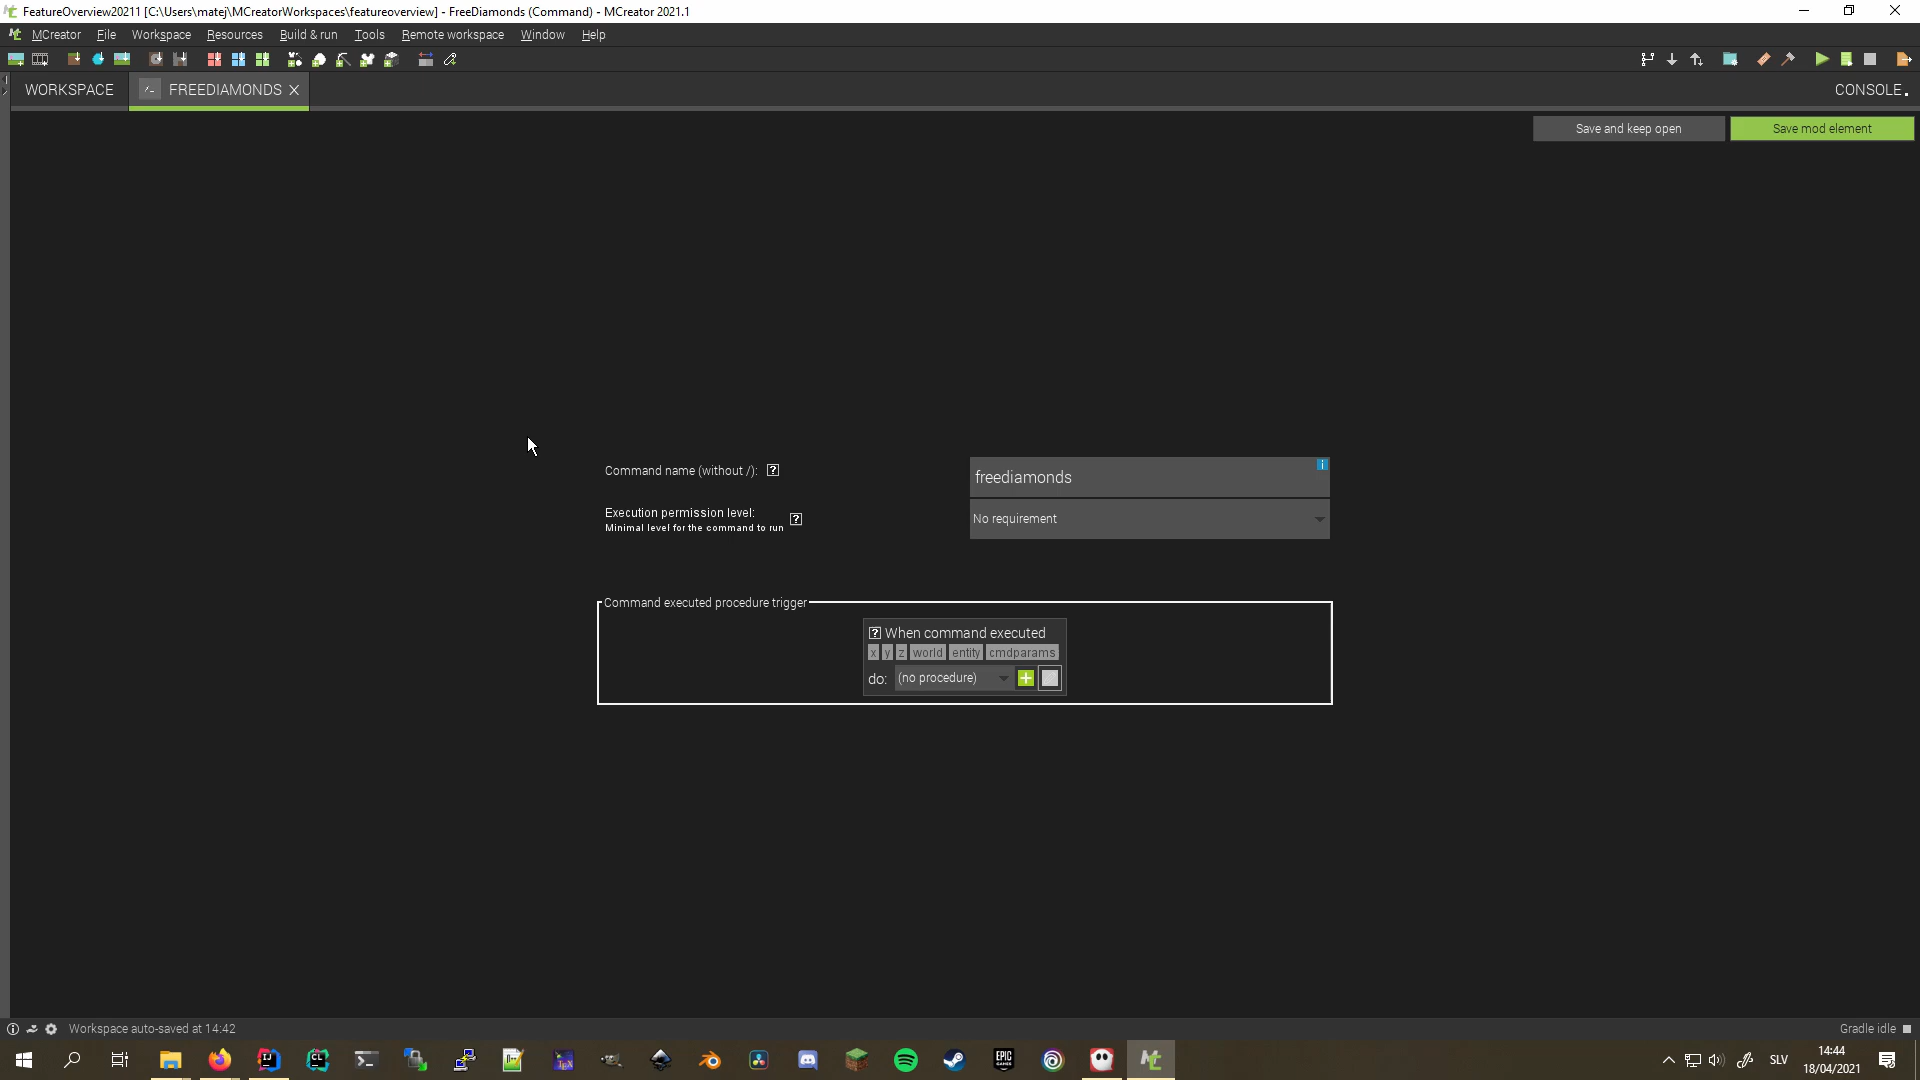 FeatureOverview20211 [C:\Users\matej\MCreatorWorkspaces\featureoverview] - FreeDiamonds (Command) - MCreator 2021.1
MCreator File Workspace Resources Build & run Tools Remote workspace Window Help
WORKSPACE FREEDIAMONDS CONSOLE
Save and keep open Save mod element
Command name (without /): ? freediamonds i
Execution permission level: ? No requirement
Minimal level for the command to run
Command executed procedure trigger
? When command executed
x y z world entity cmdparams
do: (no procedure)
Workspace auto-saved at 14:42 Gradle idle
SLV 14:44
18/04/2021